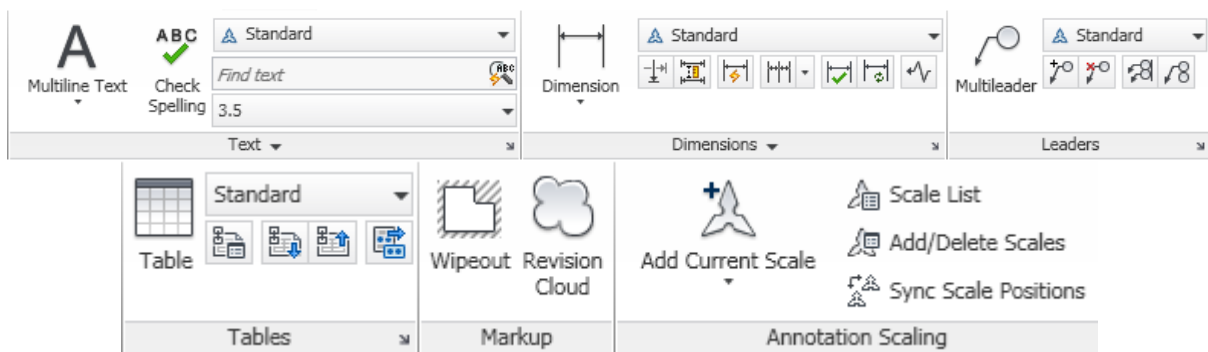 A
Multiline Text
ABC
Check
Spelling
Standard
Find text
ABC
3.5
Text
Dimension
Standard
Dimensions
Multileader
Standard
Leaders
Table
Standard
Tables
Wipeout
Revision
Cloud
Markup
Add Current Scale
Scale List
Add/Delete Scales
Sync Scale Positions
Annotation Scaling